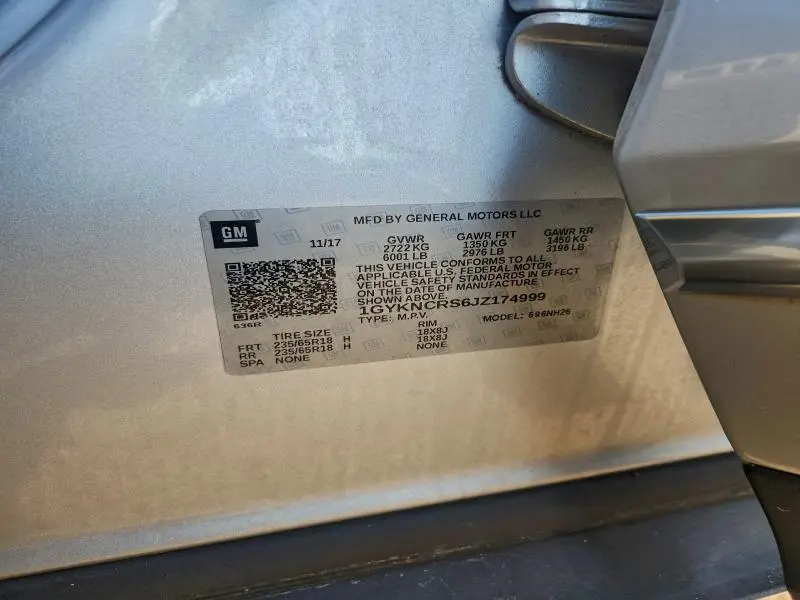 GM
MFD BY GENERAL MOTORS LLC
11/17
GVWR GAWR FRT GAWR RR
2722 KG 1350 KG 1450 KG
6001 LB 2976 LB 3196 LB
THIS VEHICLE CONFORMS TO ALL
APPLICABLE U.S. FEDERAL MOTOR
VEHICLE SAFETY STANDARDS IN EFFECT
ON THE DATE OF MANUFACTURE
SHOWN ABOVE.
1GYKNCRS6JZ174999
TYPE: M.P.V. MODEL: 696NH26
636R
TIRE SIZE RIM
FRT 235/65R18 H 18X8J
RR 235/65R18 H 18X8J
SPA NONE NONE